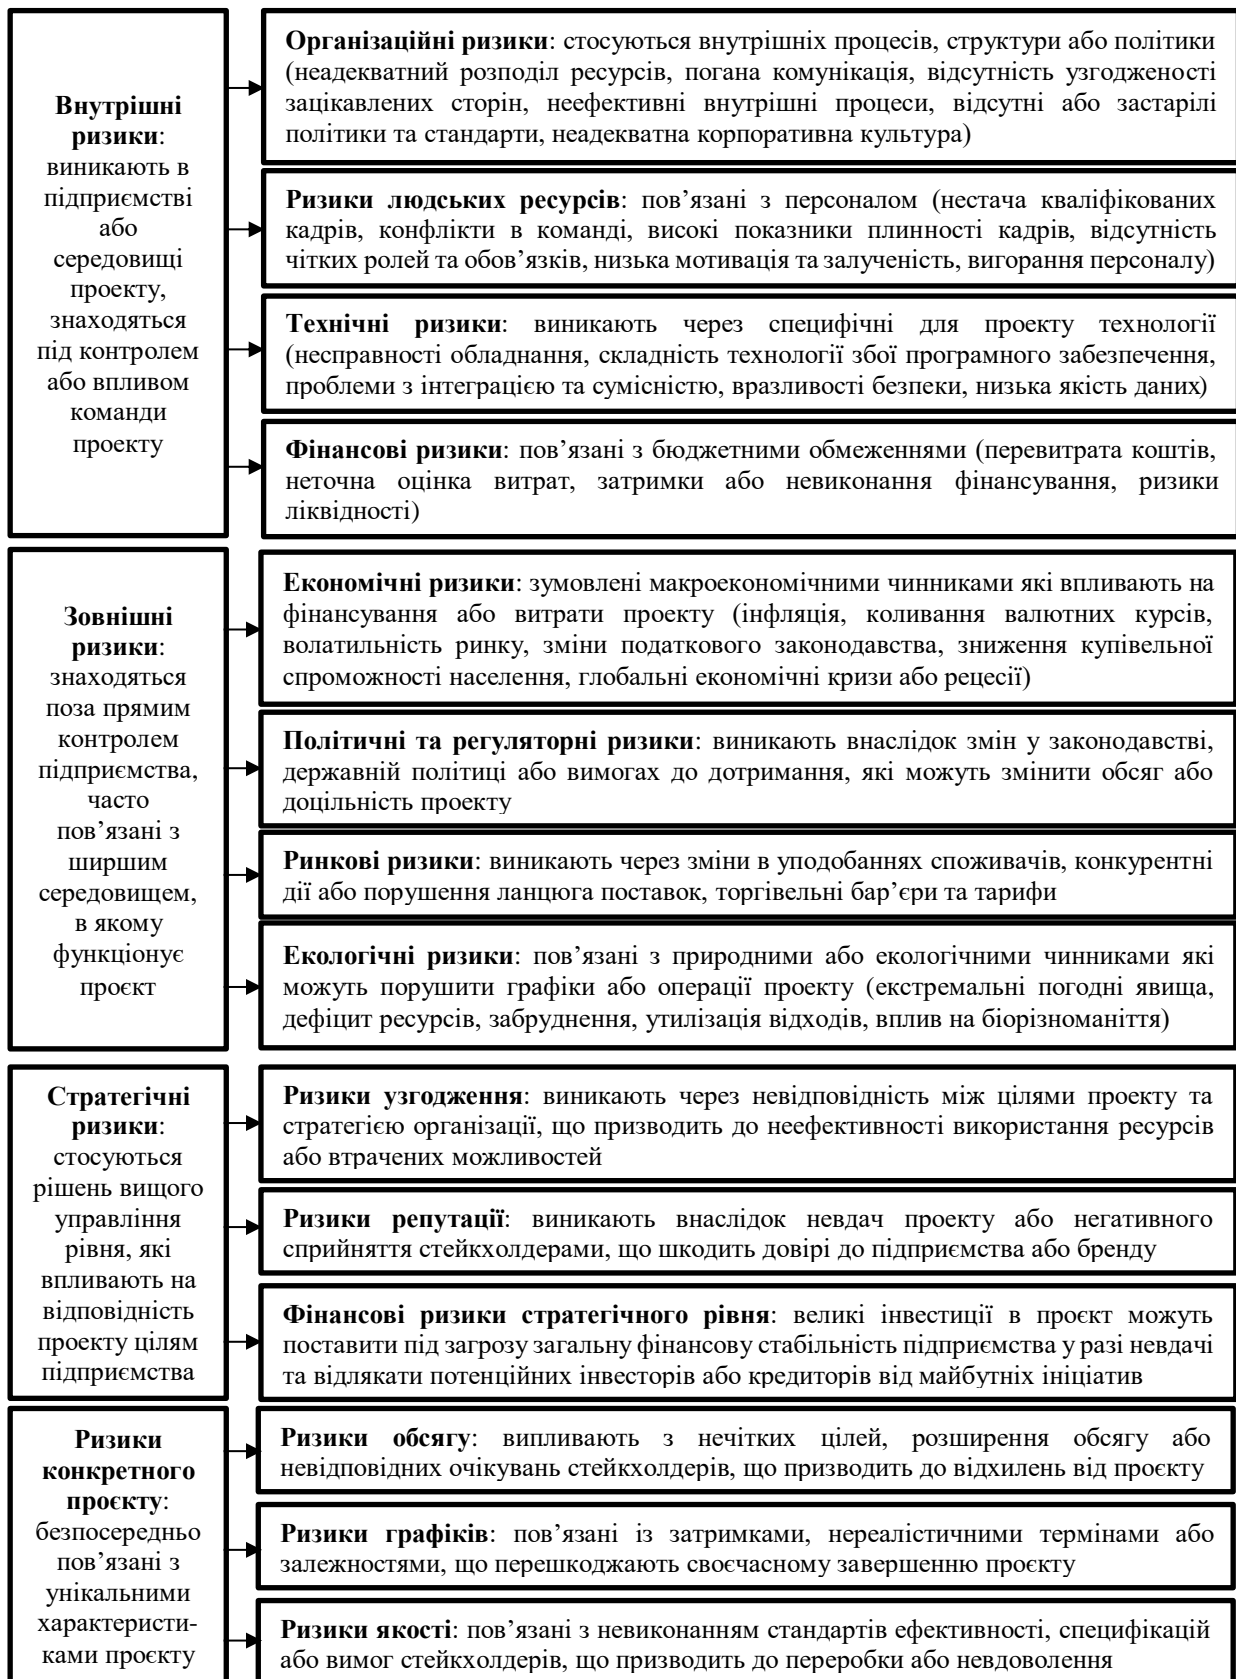 Внутрішні
ризики:
виникають в
підприємстві
або
середовищі
проекту,
знаходяться
під контролем
або впливом
команди
проекту
Організаційні ризики: стосуються внутрішніх процесів, структури або політики
(неадекватний розподіл ресурсів, погана комунікація, відсутність узгодженості
зацікавлених сторін, неефективні внутрішні процеси, відсутні або застарілі
політики та стандарти, неадекватна корпоративна культура)
Ризики людських ресурсів: пов’язані з персоналом (нестача кваліфікованих
кадрів, конфлікти в команді, високі показники плинності кадрів, відсутність
чітких ролей та обов’язків, низька мотивація та залученість, вигорання персоналу)
Технічні ризики: виникають через специфічні для проекту технології
(несправності обладнання, складність технології збої програмного забезпечення,
проблеми з інтеграцією та сумісністю, вразливості безпеки, низька якість даних)
Фінансові ризики: пов’язані з бюджетними обмеженнями (перевитрата коштів,
неточна оцінка витрат, затримки або невиконання фінансування, ризики
ліквідності)
Зовнішні
ризики:
знаходяться
поза прямим
контролем
підприємства,
часто
пов’язані з
ширшим
середовищем,
в якому
функціонує
проєкт
Економічні ризики: зумовлені макроекономічними чинниками які впливають на
фінансування або витрати проекту (інфляція, коливання валютних курсів,
волатильність ринку, зміни податкового законодавства, зниження купівельної
спроможності населення, глобальні економічні кризи або рецесії)
Політичні та регуляторні ризики: виникають внаслідок змін у законодавстві,
державній політиці або вимогах до дотримання, які можуть змінити обсяг або
доцільність проекту
Ринкові ризики: виникають через зміни в уподобаннях споживачів, конкурентні
дії або порушення ланцюга поставок, торгівельні бар’єри та тарифи
Екологічні ризики: пов’язані з природними або екологічними чинниками які
можуть порушити графіки або операції проекту (екстремальні погодні явища,
дефіцит ресурсів, забруднення, утилізація відходів, вплив на біорізноманіття)
Стратегічні
ризики:
стосуються
рішень вищого
управління
рівня, які
впливають на
відповідність
проекту цілям
підприємства
Ризики узгодження: виникають через невідповідність між цілями проекту та
стратегією організації, що призводить до неефективності використання ресурсів
або втрачених можливостей
Ризики репутації: виникають внаслідок невдач проекту або негативного
сприйняття стейкхолдерами, що шкодить довірі до підприємства або бренду
Фінансові ризики стратегічного рівня: великі інвестиції в проєкт можуть
поставити під загрозу загальну фінансову стабільність підприємства у разі невдачі
та відлякати потенційних інвесторів або кредиторів від майбутніх ініціатив
Ризики
конкретного
проєкту:
безпосередньо
пов’язані з
унікальними
характеристи-
ками проєкту
Ризики обсягу: випливають з нечітких цілей, розширення обсягу або
невідповідних очікувань стейкхолдерів, що призводить до відхилень від проєкту
Ризики графіків: пов’язані із затримками, нереалістичними термінами або
залежностями, що перешкоджають своєчасному завершенню проєкту
Ризики якості: пов’язані з невиконанням стандартів ефективності, специфікацій
або вимог стейкхолдерів, що призводить до переробки або невдоволення